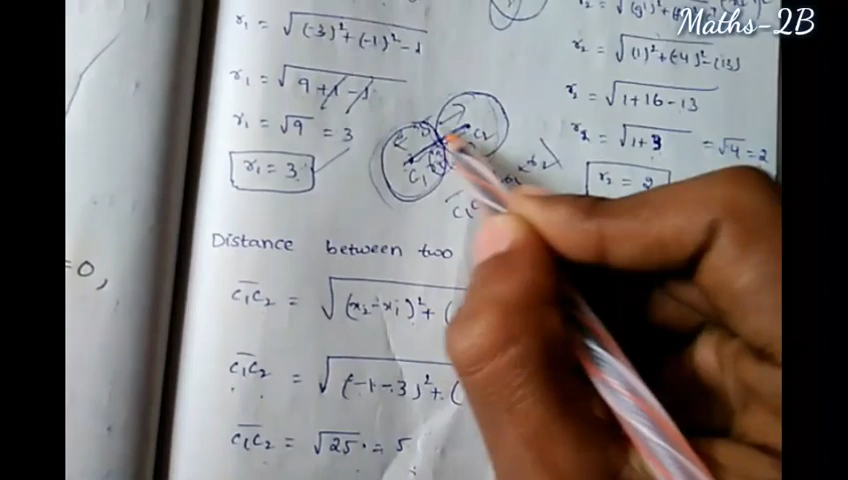 Maths-2B
r₁ = √(-3)²+(-1)²-1
r₁ = √9+1-1
r₁ = √9 = 3
r₁ = 3
r₂ = √(1)²+(-4)²-(13)
r₂ = √1+16-13
r₂ = √1+3 = √4 = 2
r₂ = 2
C₁
C₂
=0,
Distance between two
C₁C₂ = √(x₂-x₁)²+(
C₁C₂ = √(-1-3)²+(
C₁C₂ = √25 = 5